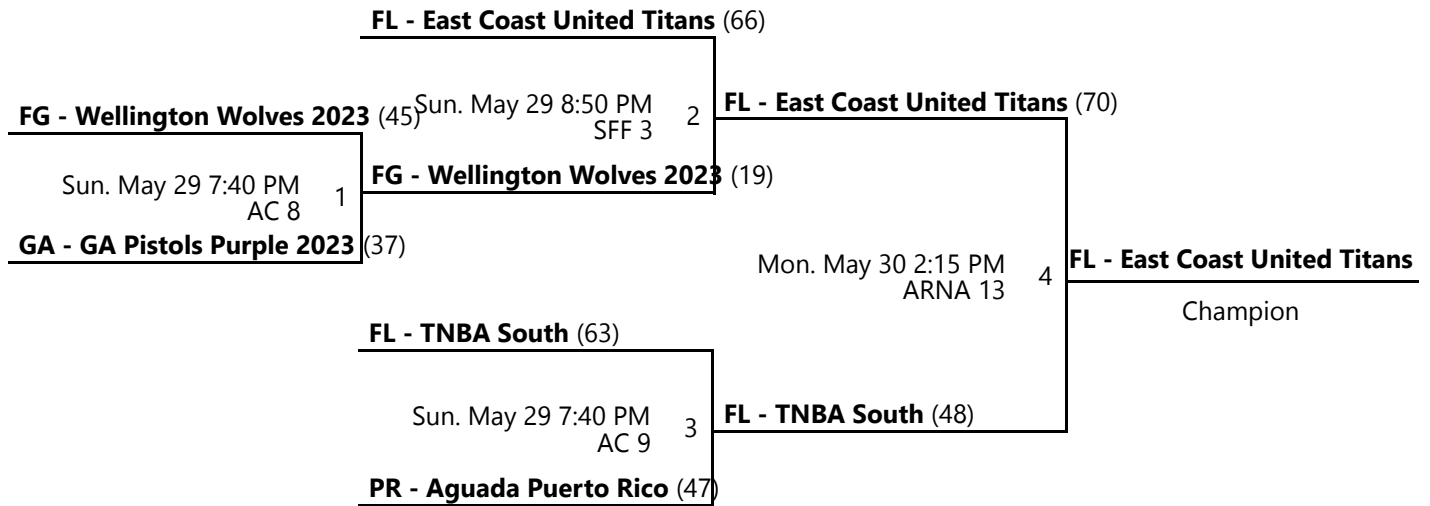 FL - East Coast United Titans (66)
FG - Wellington Wolves 2023 (45)
Sun. May 29 8:50 PM
SFF 3
2
FL - East Coast United Titans (70)
Sun. May 29 7:40 PM
AC 8
1
FG - Wellington Wolves 2023 (19)
GA - GA Pistols Purple 2023 (37)
Mon. May 30 2:15 PM
ARNA 13
4
FL - East Coast United Titans
Champion
FL - TNBA South (63)
Sun. May 29 7:40 PM
AC 9
3
FL - TNBA South (48)
PR - Aguada Puerto Rico (47)